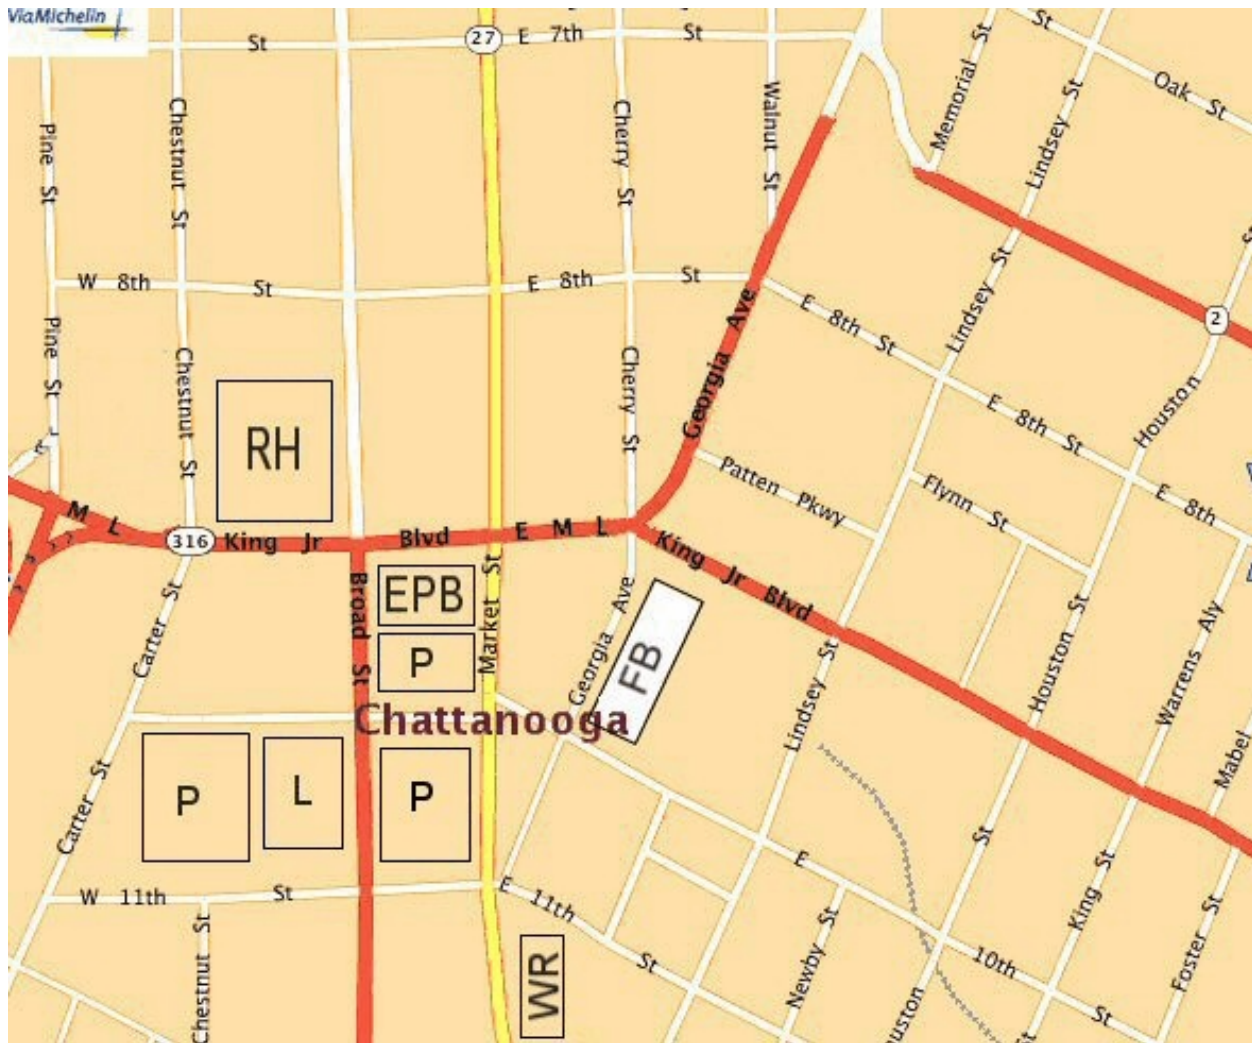 ViaMichelin
St
27
E 7th St
St
Oak St
Pine St
Chestnut St
Cherry St
Walnut St
Memorial St
Lindsey St
St
W 8th St
E 8th St
Georgia Ave
E 8th St
Lindsey St
2
Pine St
Chestnut St
Cherry St
Houston
E 8th St
E 8th
RH
Patten Pkwy
Flynn St
M L King Jr Blvd
316
E M L King Jr Blvd
Broad St
EPB
Market St
P
Carter St
Georgia Ave
FB
Lindsey St
Houston St
Warrens Aly
Mabel
Chattanooga
Carter St
P
L
P
St
King St
Foster St
W 11th St
E 11th St
E 10th St
Chestnut St
WR
Newby St
ouston
St